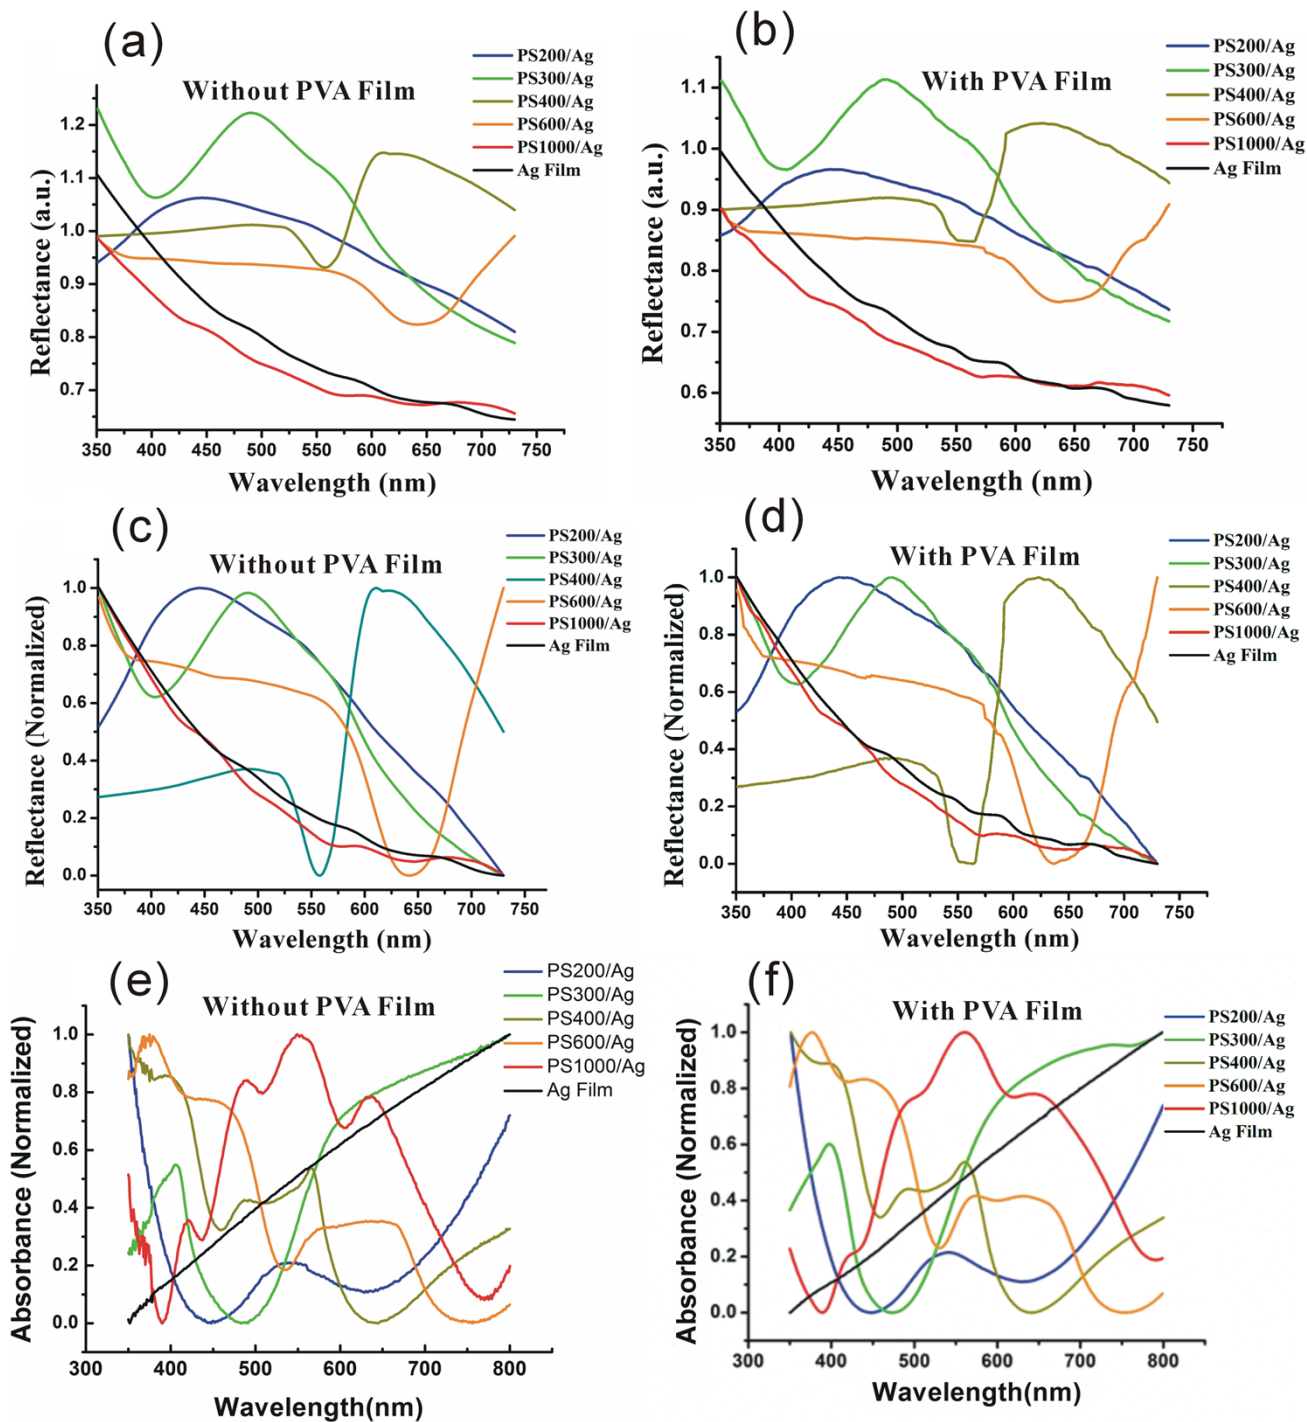 (a)
Without PVA Film
PS200/Ag
PS300/Ag
PS400/Ag
PS600/Ag
PS1000/Ag
Ag Film
Reflectance (a.u.)
1.2
1.1
1.0
0.9
0.8
0.7
350 400 450 500 550 600 650 700 750
Wavelength (nm)
(b)
With PVA Film
PS200/Ag
PS300/Ag
PS400/Ag
PS600/Ag
PS1000/Ag
Ag Film
Reflectance (a.u.)
1.1
1.0
0.9
0.8
0.7
0.6
350 400 450 500 550 600 650 700 750
Wavelength (nm)
(c)
Without PVA Film
PS200/Ag
PS300/Ag
PS400/Ag
PS600/Ag
PS1000/Ag
Ag Film
Reflectance (Normalized)
1.0
0.8
0.6
0.4
0.2
0.0
350 400 450 500 550 600 650 700 750
Wavelength (nm)
(d)
With PVA Film
PS200/Ag
PS300/Ag
PS400/Ag
PS600/Ag
PS1000/Ag
Ag Film
Reflectance (Normalized)
1.0
0.8
0.6
0.4
0.2
0.0
350 400 450 500 550 600 650 700 750
Wavelength (nm)
(e)
Without PVA Film
PS200/Ag
PS300/Ag
PS400/Ag
PS600/Ag
PS1000/Ag
Ag Film
Absorbance (Normalized)
1.0
0.8
0.6
0.4
0.2
0.0
300 400 500 600 700 800
Wavelength(nm)
(f)
With PVA Film
PS200/Ag
PS300/Ag
PS400/Ag
PS600/Ag
PS1000/Ag
Ag Film
Absorbance (Normalized)
1.0
0.8
0.6
0.4
0.2
0.0
300 400 500 600 700 800
Wavelength(nm)